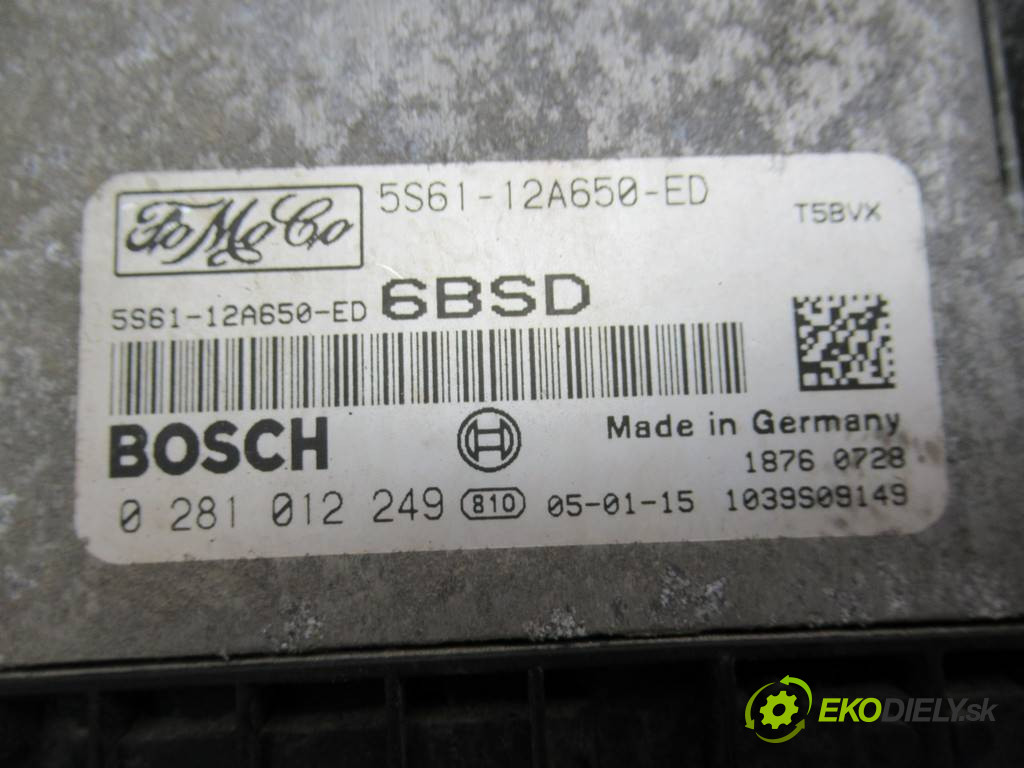 FoMoCo 5S61-12A650-ED T5BVX
5S61-12A650-ED 6BSD
BOSCH Made in Germany
1876 0728
0 281 012 249 810 05-01-15 1039S09149
EKODIELY.sk